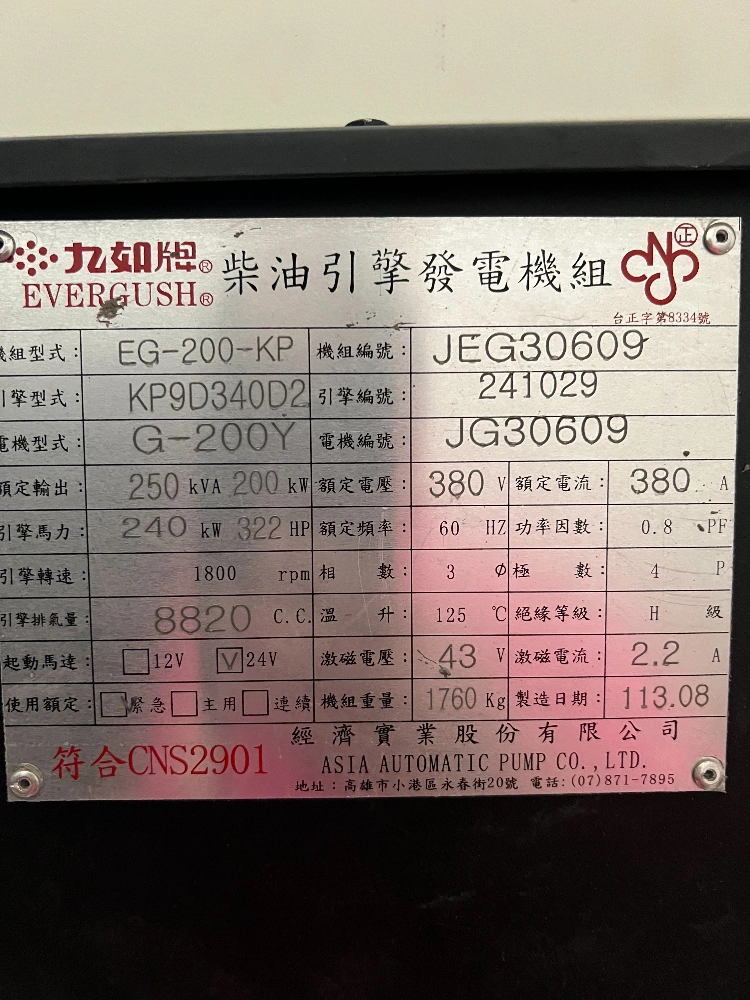 九如牌® 柴油引擎發電機組 正
EVERGUSH® 台正字第8334號
機組型式: EG-200-KP 機組編號: JEG30609
引擎型式: KP9D340D2 引擎編號: 241029
電機型式: G-200Y 電機編號: JG30609
額定輸出: 250 kVA 200 kW 額定電壓: 380 V 額定電流: 380 A
引擎馬力: 240 kW 322 HP 額定頻率: 60 HZ 功率因數: 0.8 PF
引擎轉速: 1800 rpm 相數: 3 Ø 極數: 4 P
引擎排氣量: 8820 C.C. 溫升: 125 ℃ 絕緣等級: H 級
起動馬達: □12V ☑24V 激磁電壓: 43 V 激磁電流: 2.2 A
使用額定: □緊急 □主用 □連續 機組重量: 1760 Kg 製造日期: 113.08
符合CNS2901 經濟實業股份有限公司
ASIA AUTOMATIC PUMP CO.,LTD.
地址:高雄市小港區永春街20號 電話:(07)871-7895